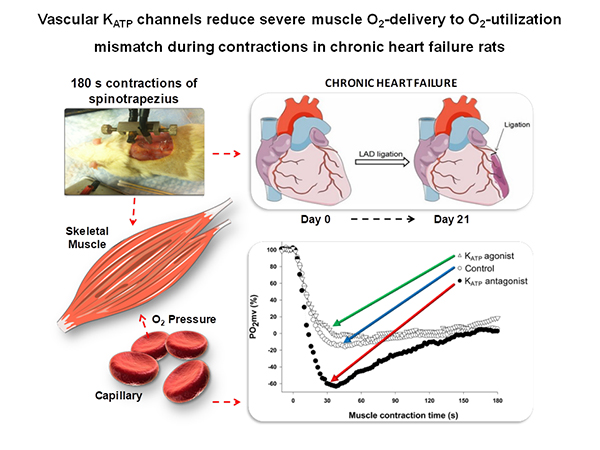 Vascular KATP channels reduce severe muscle O2-delivery to O2-utilization
mismatch during contractions in chronic heart failure rats
180 s contractions of
spinotrapezius
CHRONIC HEART FAILURE
Ligation
LAD ligation
Day 0
Day 21
Skeletal
Muscle
O2 Pressure
Capillary
KATP agonist
Control
KATP antagonist
PO2mv (%)
100
80
60
40
20
0
-20
-40
-60
0
30
60
90
120
150
180
Muscle contraction time (s)